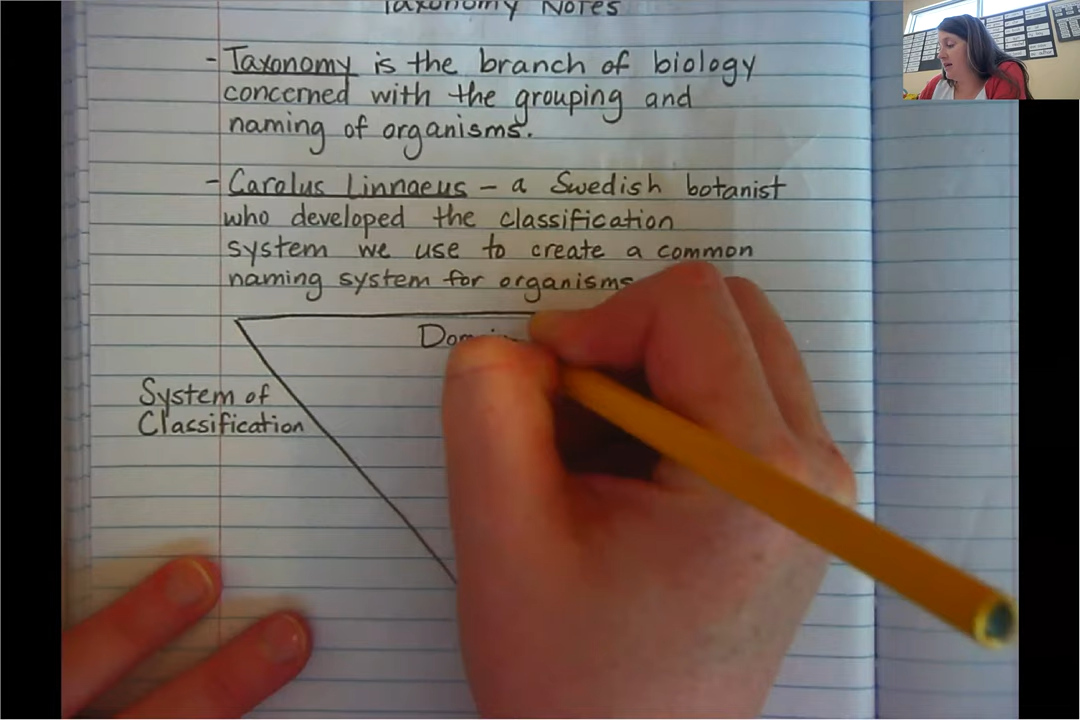 Taxonomy Notes
- Taxonomy is the branch of biology
concerned with the grouping and
naming of organisms.
- Carolus Linnaeus - a Swedish botanist
who developed the classification
system we use to create a common
naming system for organisms
System of
Classification